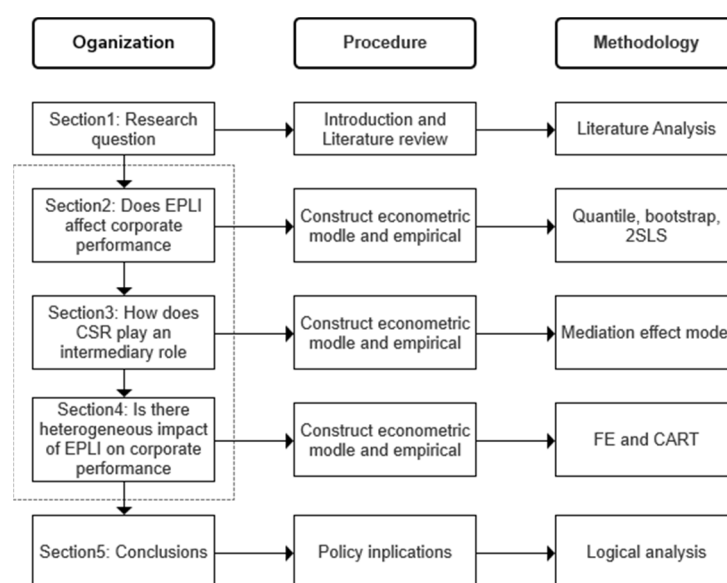 Oganization
Procedure
Methodology
Section1: Research
question
Introduction and
Literature review
Literature Analysis
Section2: Does EPLI
affect corporate
performance
Construct econometric
modle and empirical
Quantile, bootstrap,
2SLS
Section3: How does
CSR play an
intermediary role
Construct econometric
modle and empirical
Mediation effect mode
Section4: Is there
heterogeneous impact
of EPLI on corporate
performance
Construct econometric
modle and empirical
FE and CART
Section5: Conclusions
Policy inplications
Logical analysis